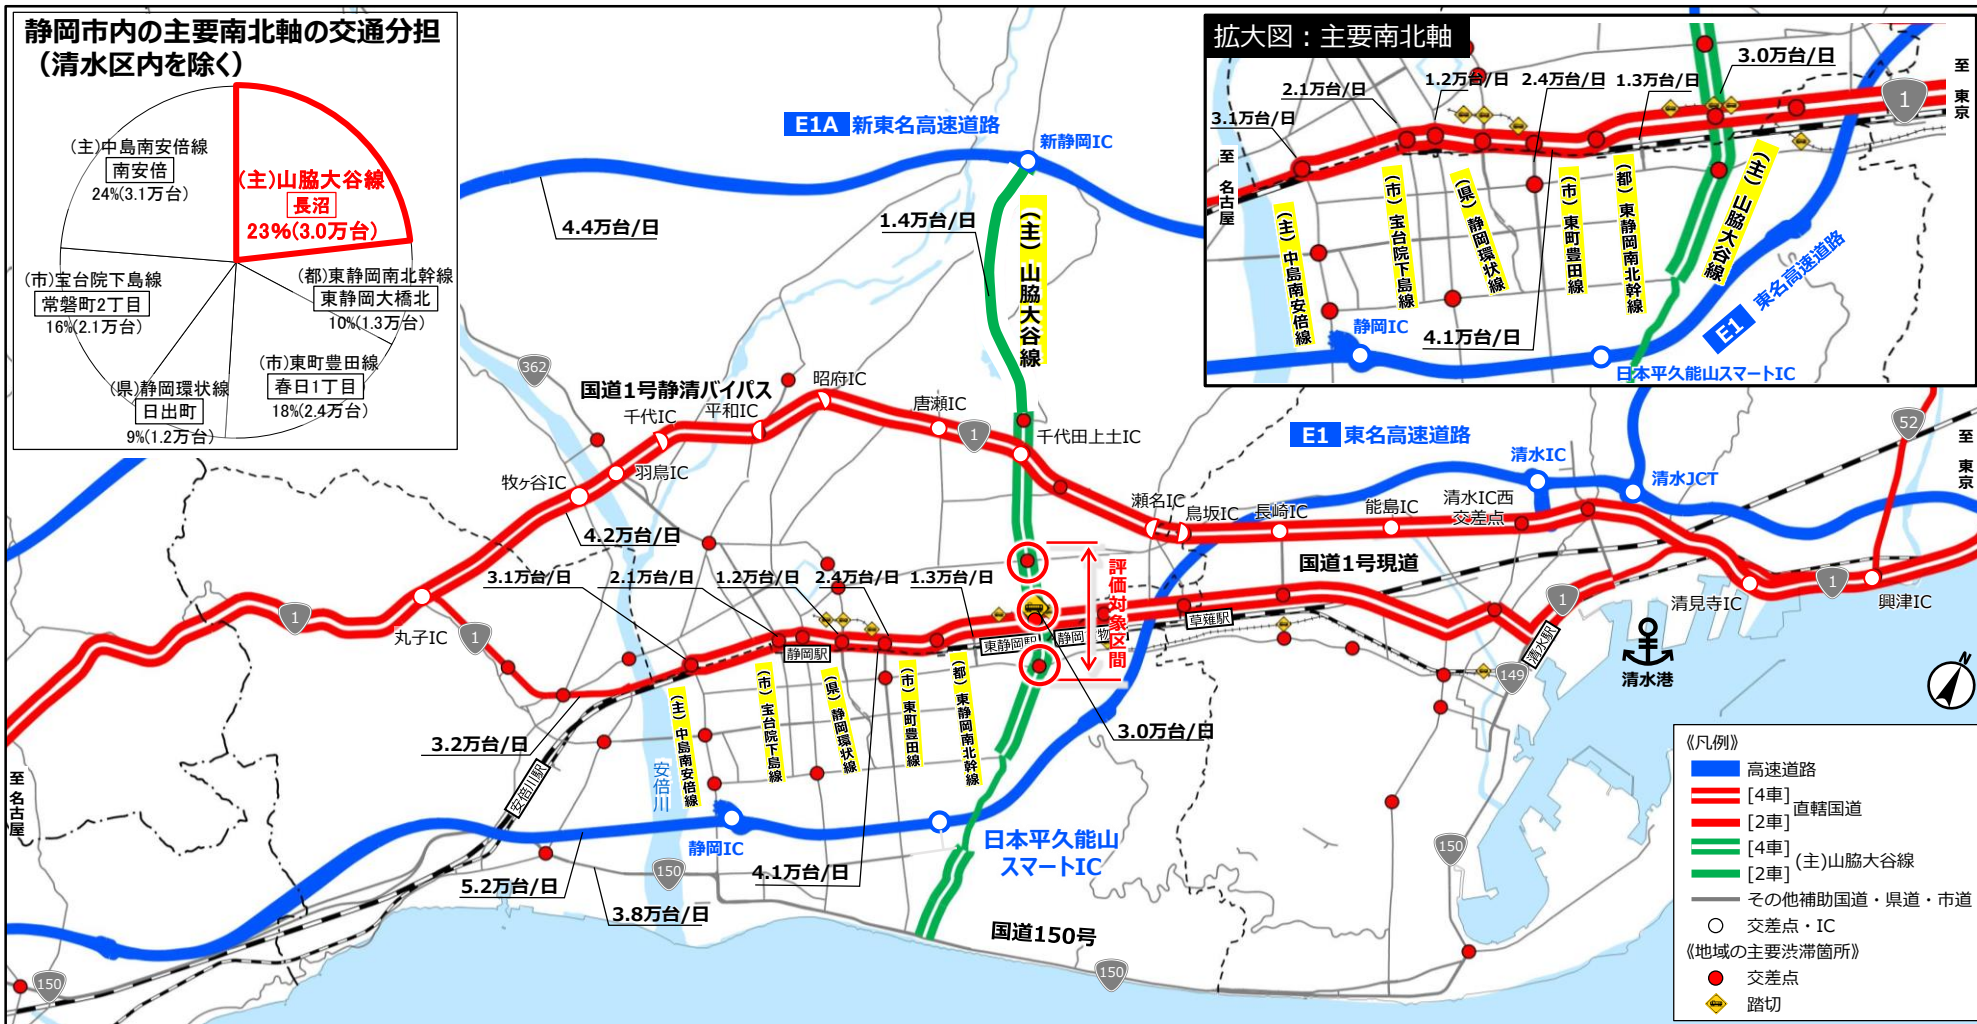 静岡市内の主要南北軸の交通分担
（清水区内を除く）
(主)中島南安倍線
南安倍
24%(3.1万台)
(主)山脇大谷線
長沼
23%(3.0万台)
(市)宝台院下島線
常磐町2丁目
16%(2.1万台)
(都)東静岡南北幹線
東静岡大橋北
10%(1.3万台)
(市)東町豊田線
春日1丁目
18%(2.4万台)
(県)静岡環状線
日出町
9%(1.2万台)
拡大図：主要南北軸
3.1万台/日
2.1万台/日
1.2万台/日
2.4万台/日
1.3万台/日
3.0万台/日
1
至 東京
至 名古屋
(主) 中島南安倍線
(市) 宝台院下島線
(県) 静岡環状線
(市) 東町豊田線
(都) 東静岡南北幹線
(主) 山脇大谷線
静岡IC
4.1万台/日
E1 東名高速道路
日本平久能山スマートIC
E1A 新東名高速道路
新静岡IC
4.4万台/日
1.4万台/日
(主) 山脇大谷線
362
国道1号静清バイパス
千代IC
平和IC
昭府IC
唐瀬IC
1
千代田上土IC
牧ヶ谷IC
羽鳥IC
4.2万台/日
瀬名IC
鳥坂IC
長崎IC
能島IC
清水IC西
交差点
E1 東名高速道路
清水IC
清水JCT
52
至 東京
国道1号現道
3.1万台/日
2.1万台/日
1.2万台/日
2.4万台/日
1.3万台/日
評価対象区間
1
丸子IC
1
静岡駅
東静岡駅
草薙駅
清水駅
1
清見寺IC
1
興津IC
清水港
149
N
3.2万台/日
3.0万台/日
安倍川駅
安倍川
(主) 中島南安倍線
(市) 宝台院下島線
(県) 静岡環状線
(市) 東町豊田線
(都) 東静岡南北幹線
至 名古屋
静岡IC
日本平久能山
スマートIC
5.2万台/日
150
4.1万台/日
3.8万台/日
国道150号
150
150
150
《凡例》
高速道路
[4車]
直轄国道
[2車]
[4車]
(主)山脇大谷線
[2車]
その他補助国道・県道・市道
交差点・IC
《地域の主要渋滞箇所》
交差点
踏切